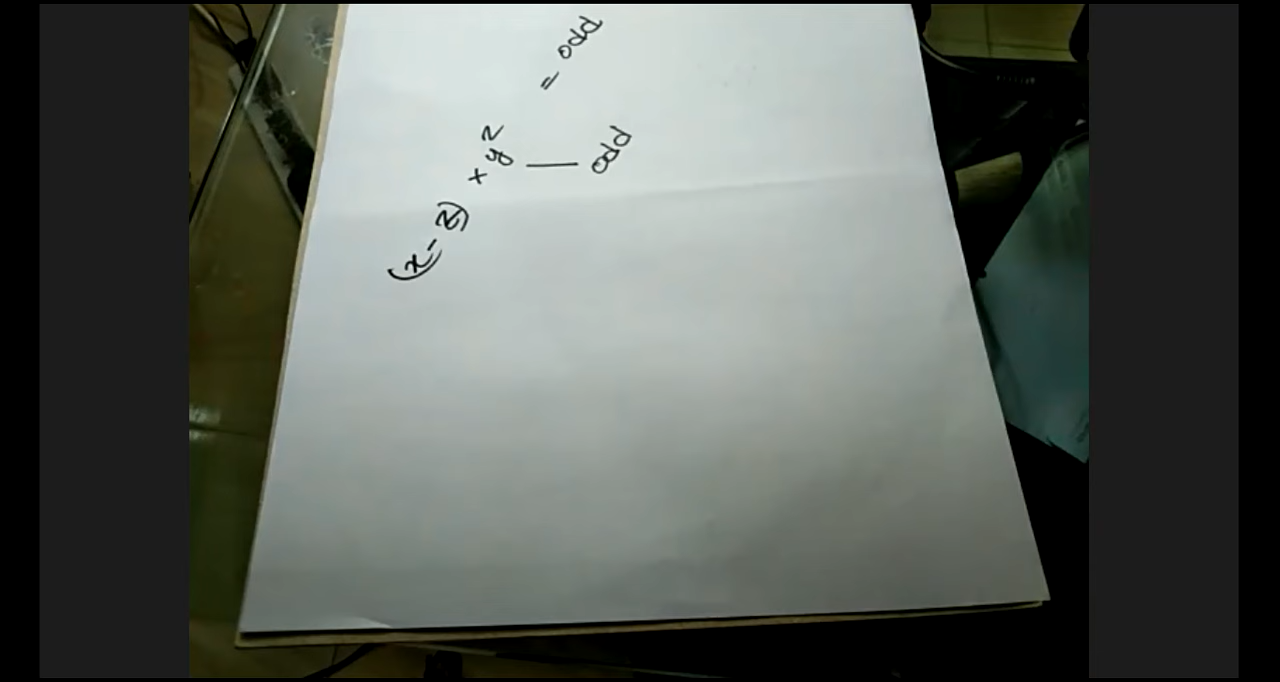 (x - z) × y² = odd
odd